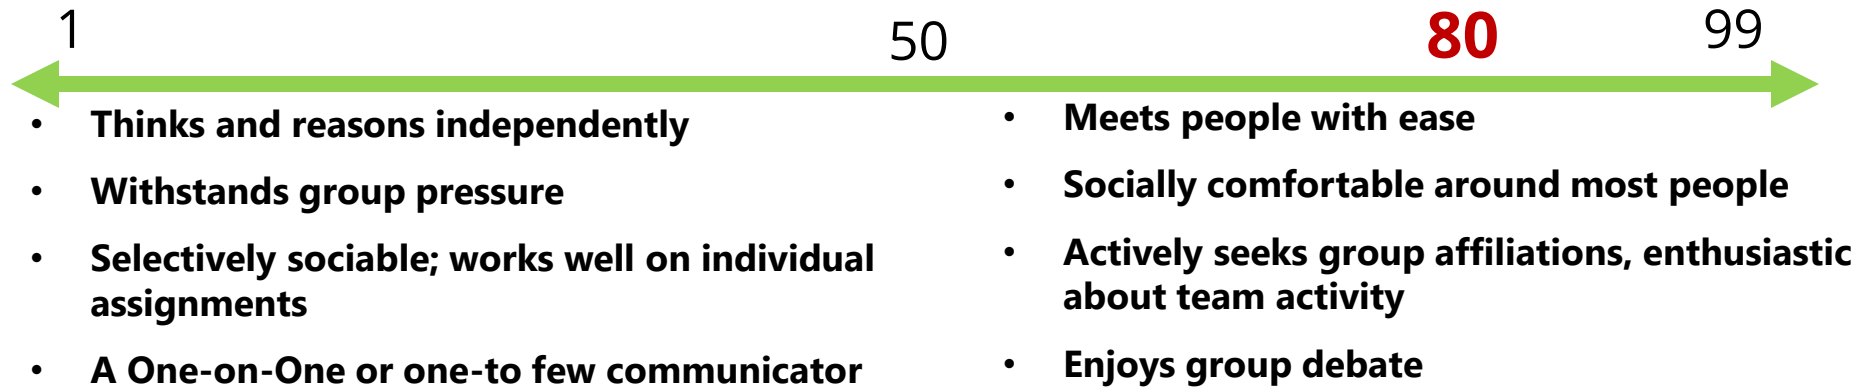 1 50 80 99
• Thinks and reasons independently
• Withstands group pressure
• Selectively sociable; works well on individual
assignments
• A One-on-One or one-to few communicator
• Meets people with ease
• Socially comfortable around most people
• Actively seeks group affiliations, enthusiastic
about team activity
• Enjoys group debate